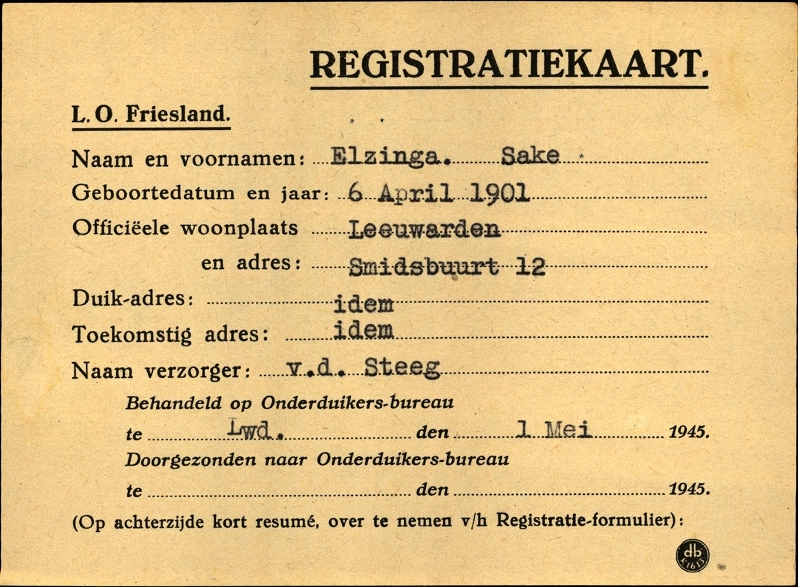 REGISTRATIEKAART.
L. O. Friesland.
Naam en voornamen: Elzinga. Sake
Geboortedatum en jaar: 6 April 1901
Officiëele woonplaats Leeuwarden
en adres: Smidsbuurt 12
Duik-adres: idem
Toekomstig adres: idem
Naam verzorger: v.d. Steeg
Behandeld op Onderduikers-bureau
te Lwd. den 1 Mei 1945.
Doorgezonden naar Onderduikers-bureau
te den 1945.
(Op achterzijde kort resumé, over te nemen v/h Registratie-formulier):
db
K1613